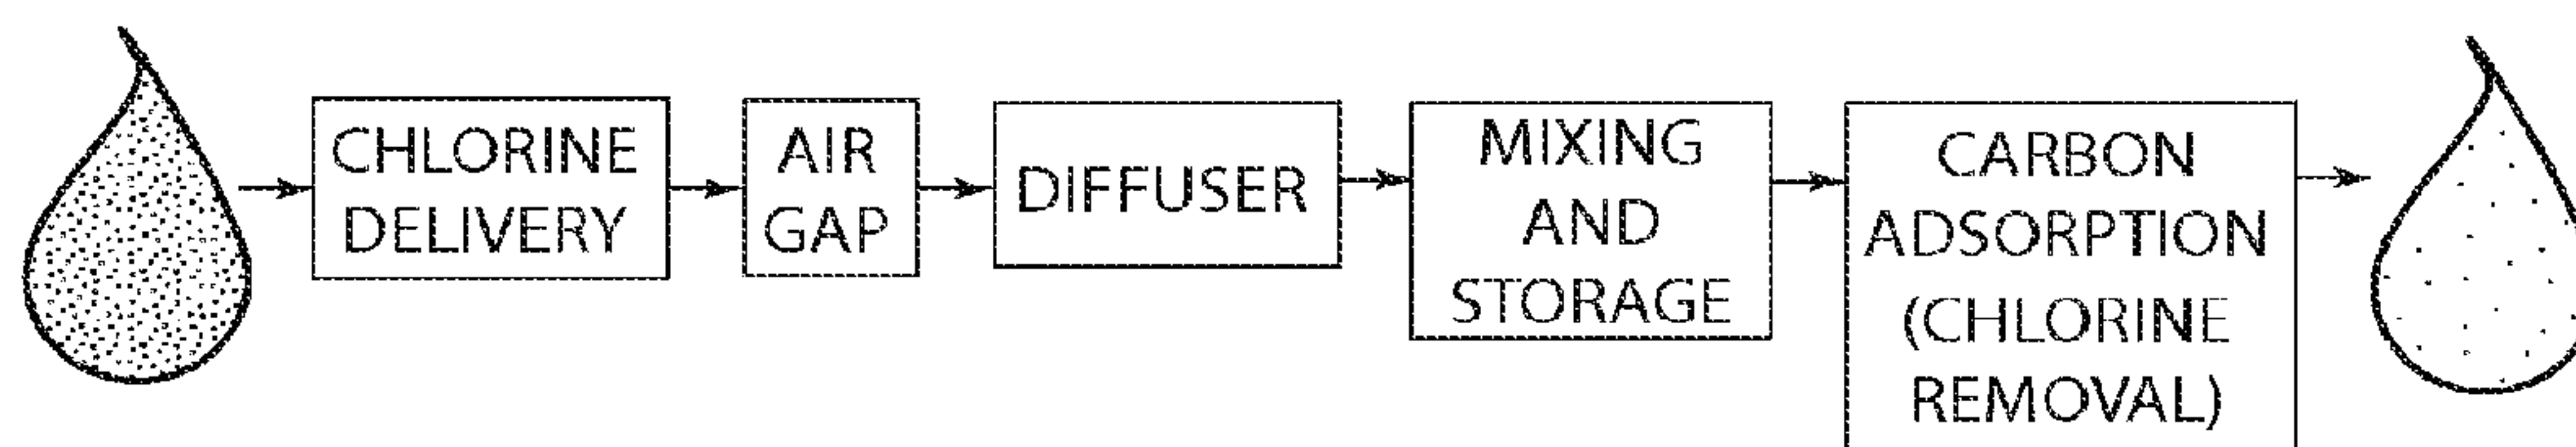 CHLORINE
DELIVERY
AIR
GAP
DIFFUSER
MIXING
AND
STORAGE
CARBON
ADSORPTION
(CHLORINE
REMOVAL)